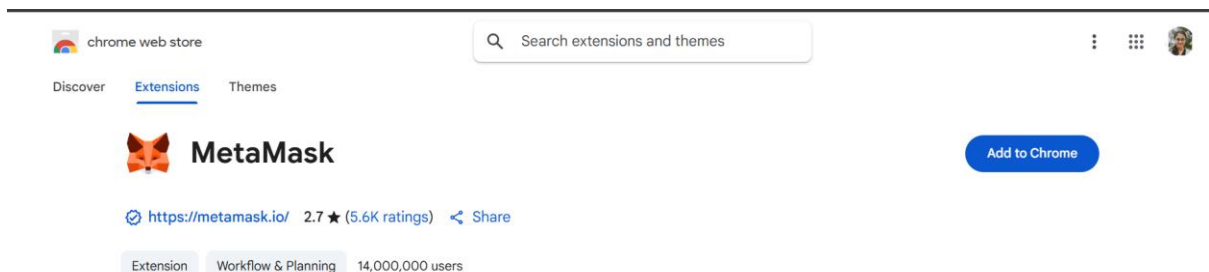 chrome web store
Search extensions and themes
Discover Extensions Themes
MetaMask
Add to Chrome
https://metamask.io/ 2.7 ★ (5.6K ratings) Share
Extension Workflow & Planning 14,000,000 users